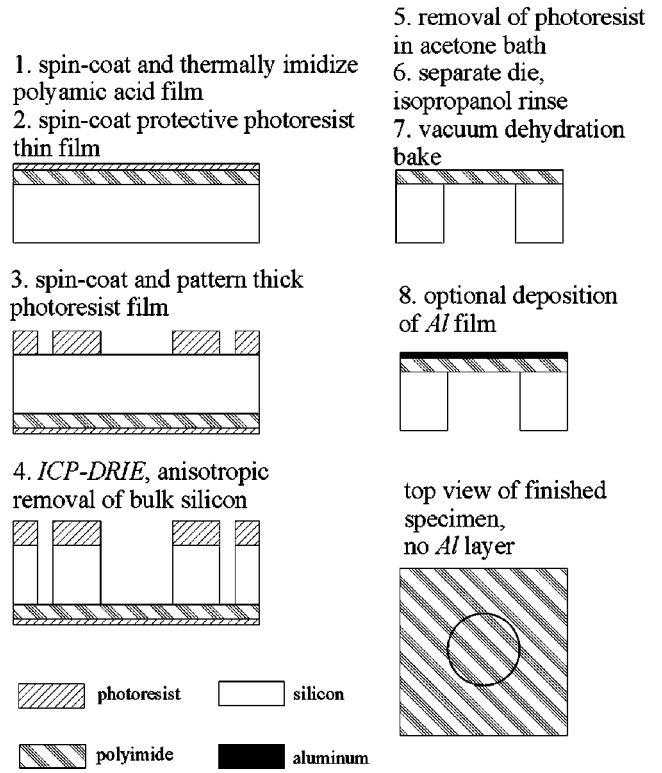 1. spin-coat and thermally imidize
polyamic acid film
2. spin-coat protective photoresist
thin film
3. spin-coat and pattern thick
photoresist film
4. ICP-DRIE, anisotropic
removal of bulk silicon
5. removal of photoresist
in acetone bath
6. separate die,
isopropanol rinse
7. vacuum dehydration
bake
8. optional deposition
of Al film
top view of finished
specimen,
no Al layer
photoresist
silicon
polyimide
aluminum